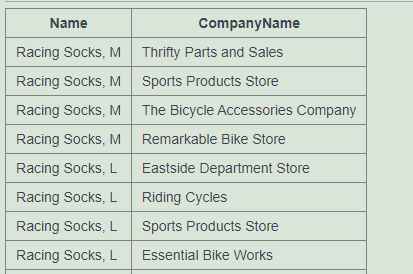 Name CompanyName
Racing Socks, M Thrifty Parts and Sales
Racing Socks, M Sports Products Store
Racing Socks, M The Bicycle Accessories Company
Racing Socks, M Remarkable Bike Store
Racing Socks, L Eastside Department Store
Racing Socks, L Riding Cycles
Racing Socks, L Sports Products Store
Racing Socks, L Essential Bike Works